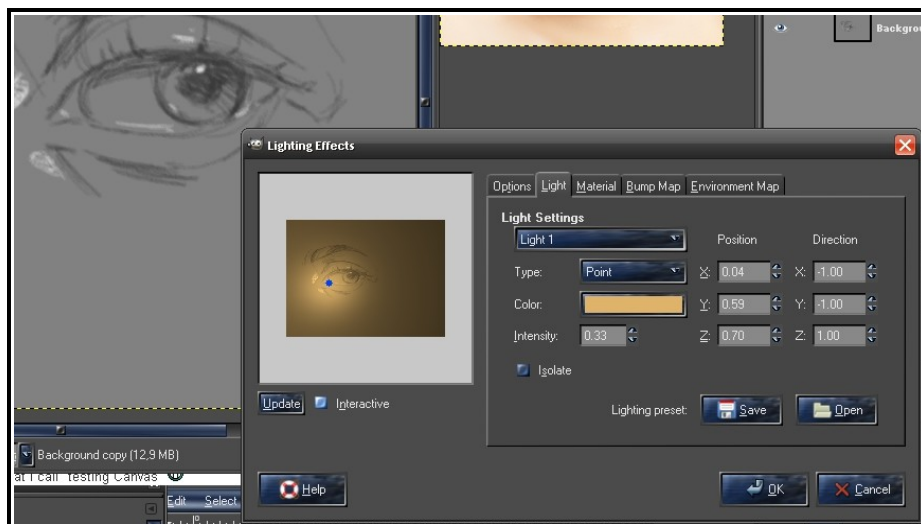 Backgrou
Lighting Effects
Options Light Material Bump Map Environment Map
Light Settings
Light 1 Position Direction
Type: Point X: 0.04 X: -1.00
Color: Y: 0.59 Y: -1.00
Intensity: 0.33 Z: 0.70 Z: 1.00
Isolate
Update Interactive
Lighting preset: Save Open
Background copy (12,9 MB)
at I call "testing Canvas"
Help OK Cancel
Edit Select